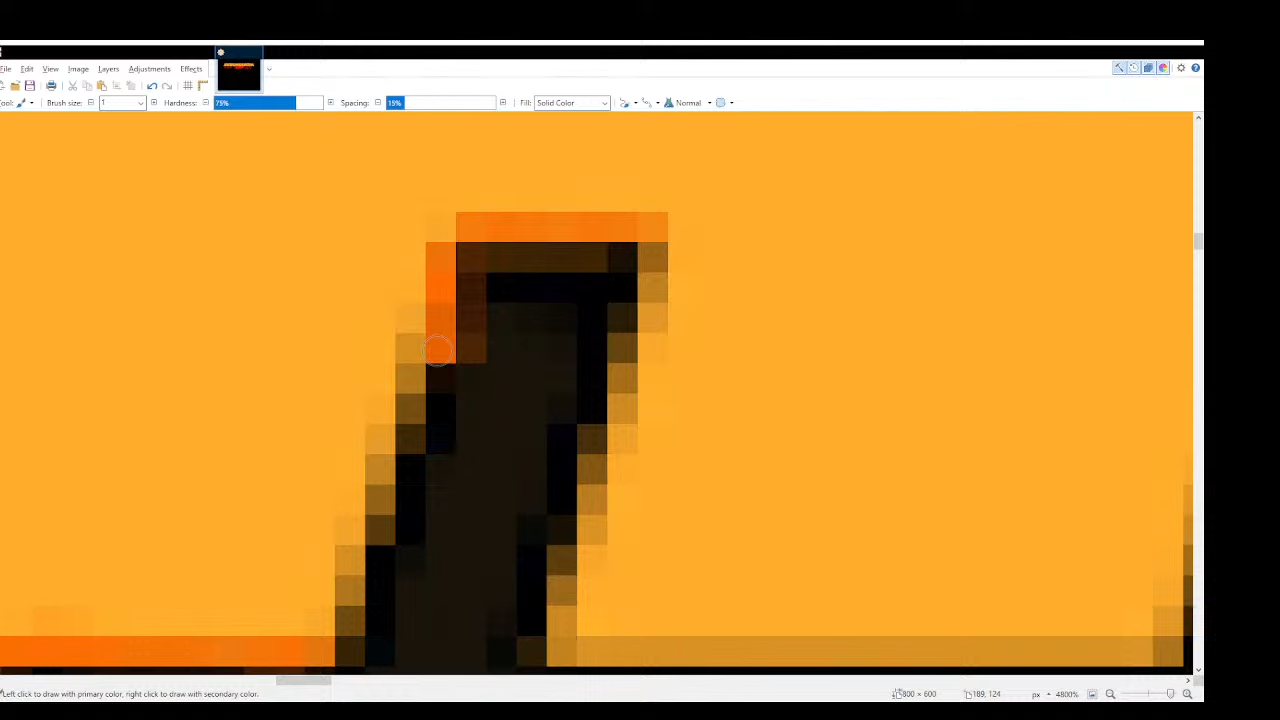 File Edit View Image Layers Adjustments Effects
Tool: Brush size: 1 Hardness: 75% Spacing: 15% Fill: Solid Color Normal
Left click to draw with primary color, right click to draw with secondary color. 800 × 600 189, 124 px 4800%